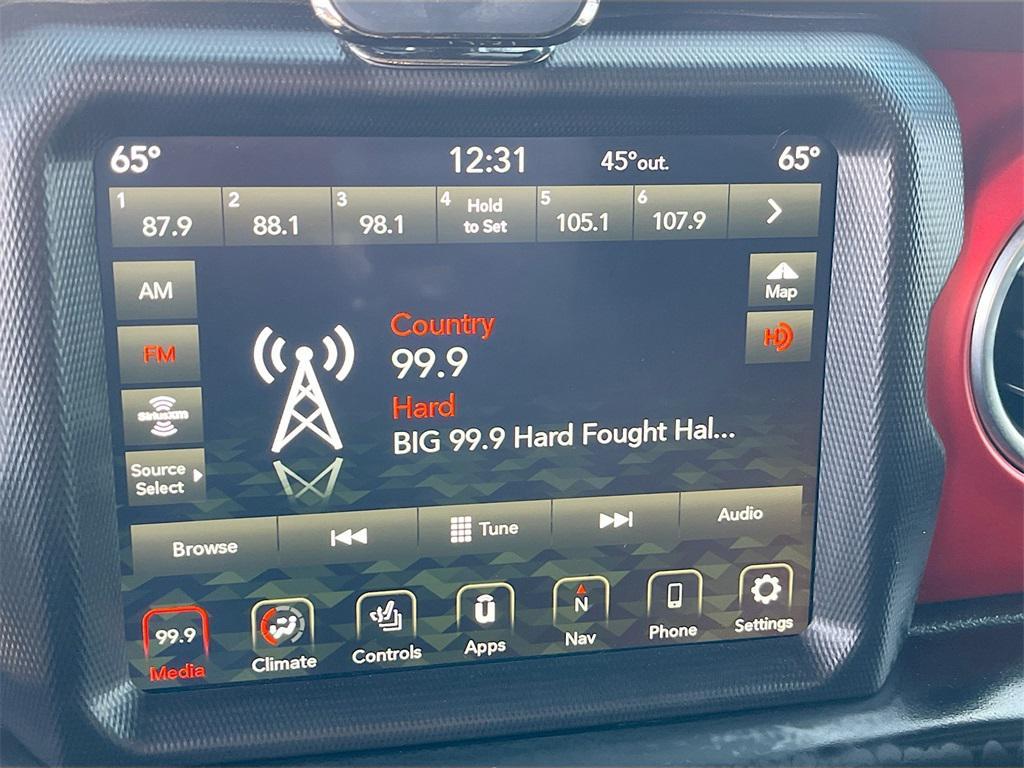 65° 12:31 45°out. 65°
1 87.9 2 88.1 3 98.1 4 Hold to Set 5 105.1 6 107.9
AM
Map
FM
HD
SiriusXM
Source
Select
Country
99.9
Hard
BIG 99.9 Hard Fought Hal...
Browse Tune Audio
99.9 N
Media Climate Controls Apps Nav Phone Settings